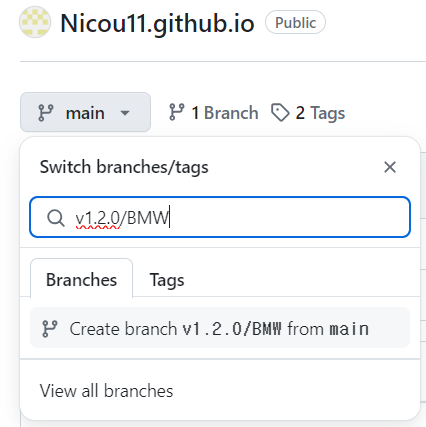 Nicou11.github.io Public
main 1 Branch 2 Tags
Switch branches/tags
v1.2.0/BMW
Branches Tags
Create branch v1.2.0/BMW from main
View all branches